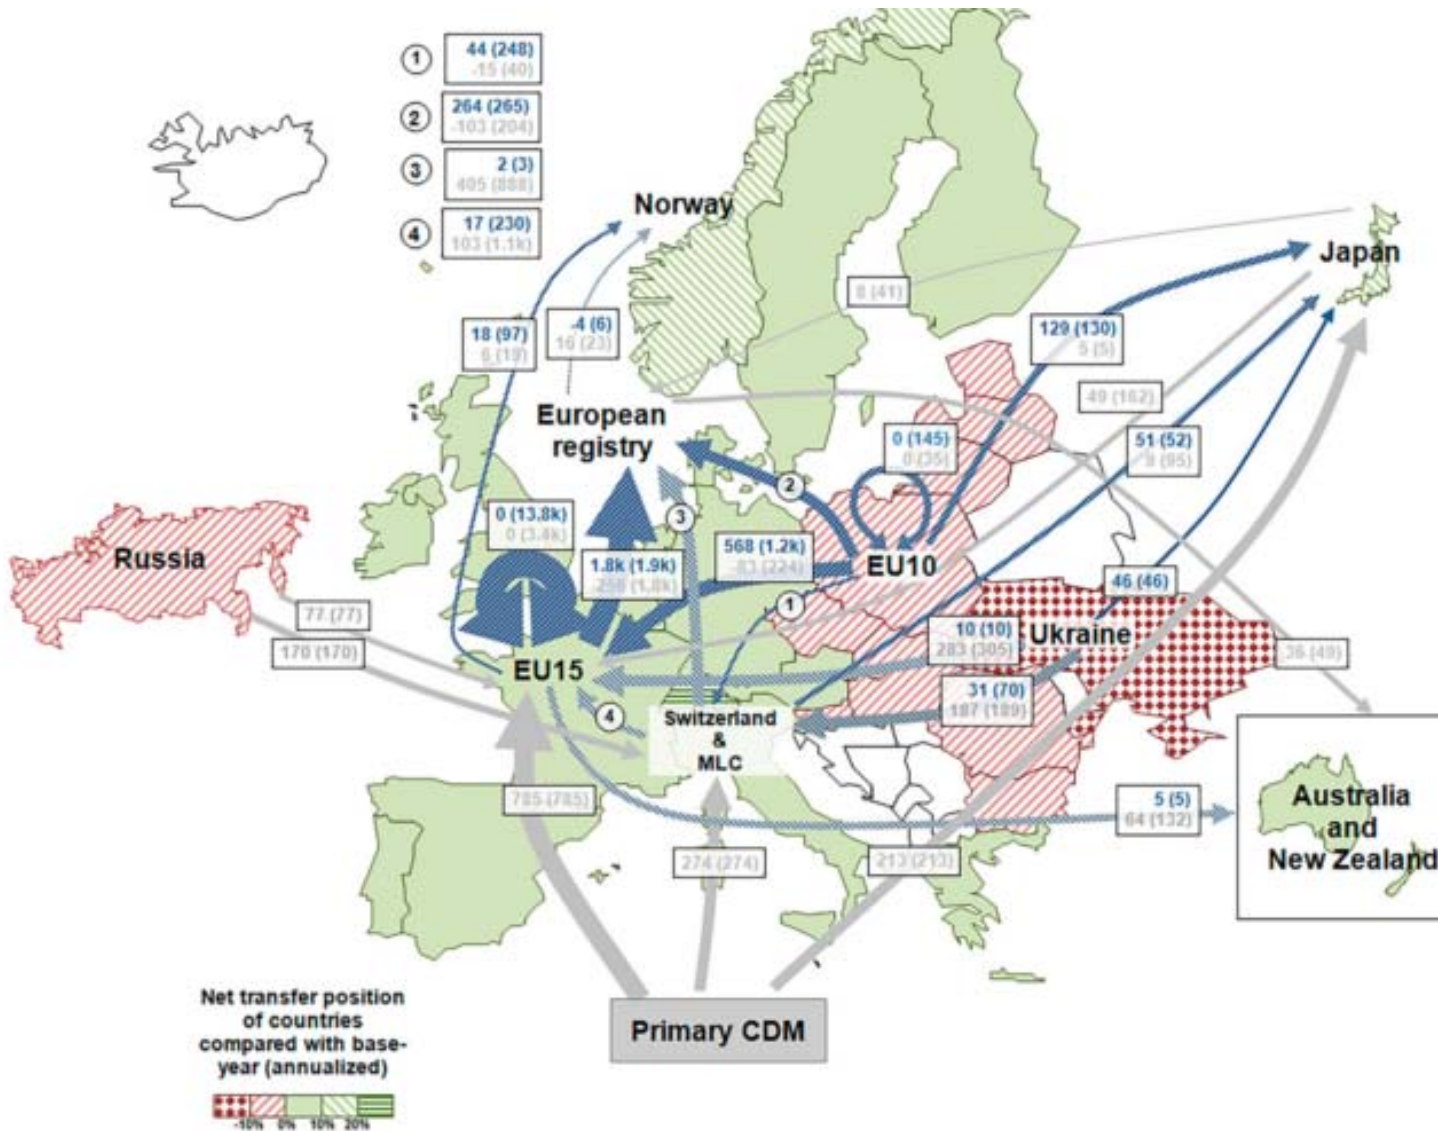 1
44 (248)
-15 (40)
2
264 (265)
-103 (204)
3
2 (3)
405 (888)
4
17 (230)
103 (1.1k)
Norway
Japan
8 (41)
18 (97)
6 (19)
-4 (6)
16 (23)
129 (130)
5 (5)
49 (162)
European
registry
0 (145)
0 (35)
51 (52)
8 (95)
2
3
0 (13.8k)
0 (3.4k)
1.8k (1.9k)
258 (1.8k)
568 (1.2k)
-83 (224)
EU10
Russia
46 (46)
1
77 (77)
170 (170)
10 (10)
283 (305)
Ukraine
36 (49)
EU15
31 (70)
187 (189)
4
Switzerland
&
MLC
785 (785)
5 (5)
64 (132)
Australia
and
New Zealand
274 (274)
213 (213)
Net transfer position
of countries
compared with base-
year (annualized)
-10% 0% 10% 20%
Primary CDM